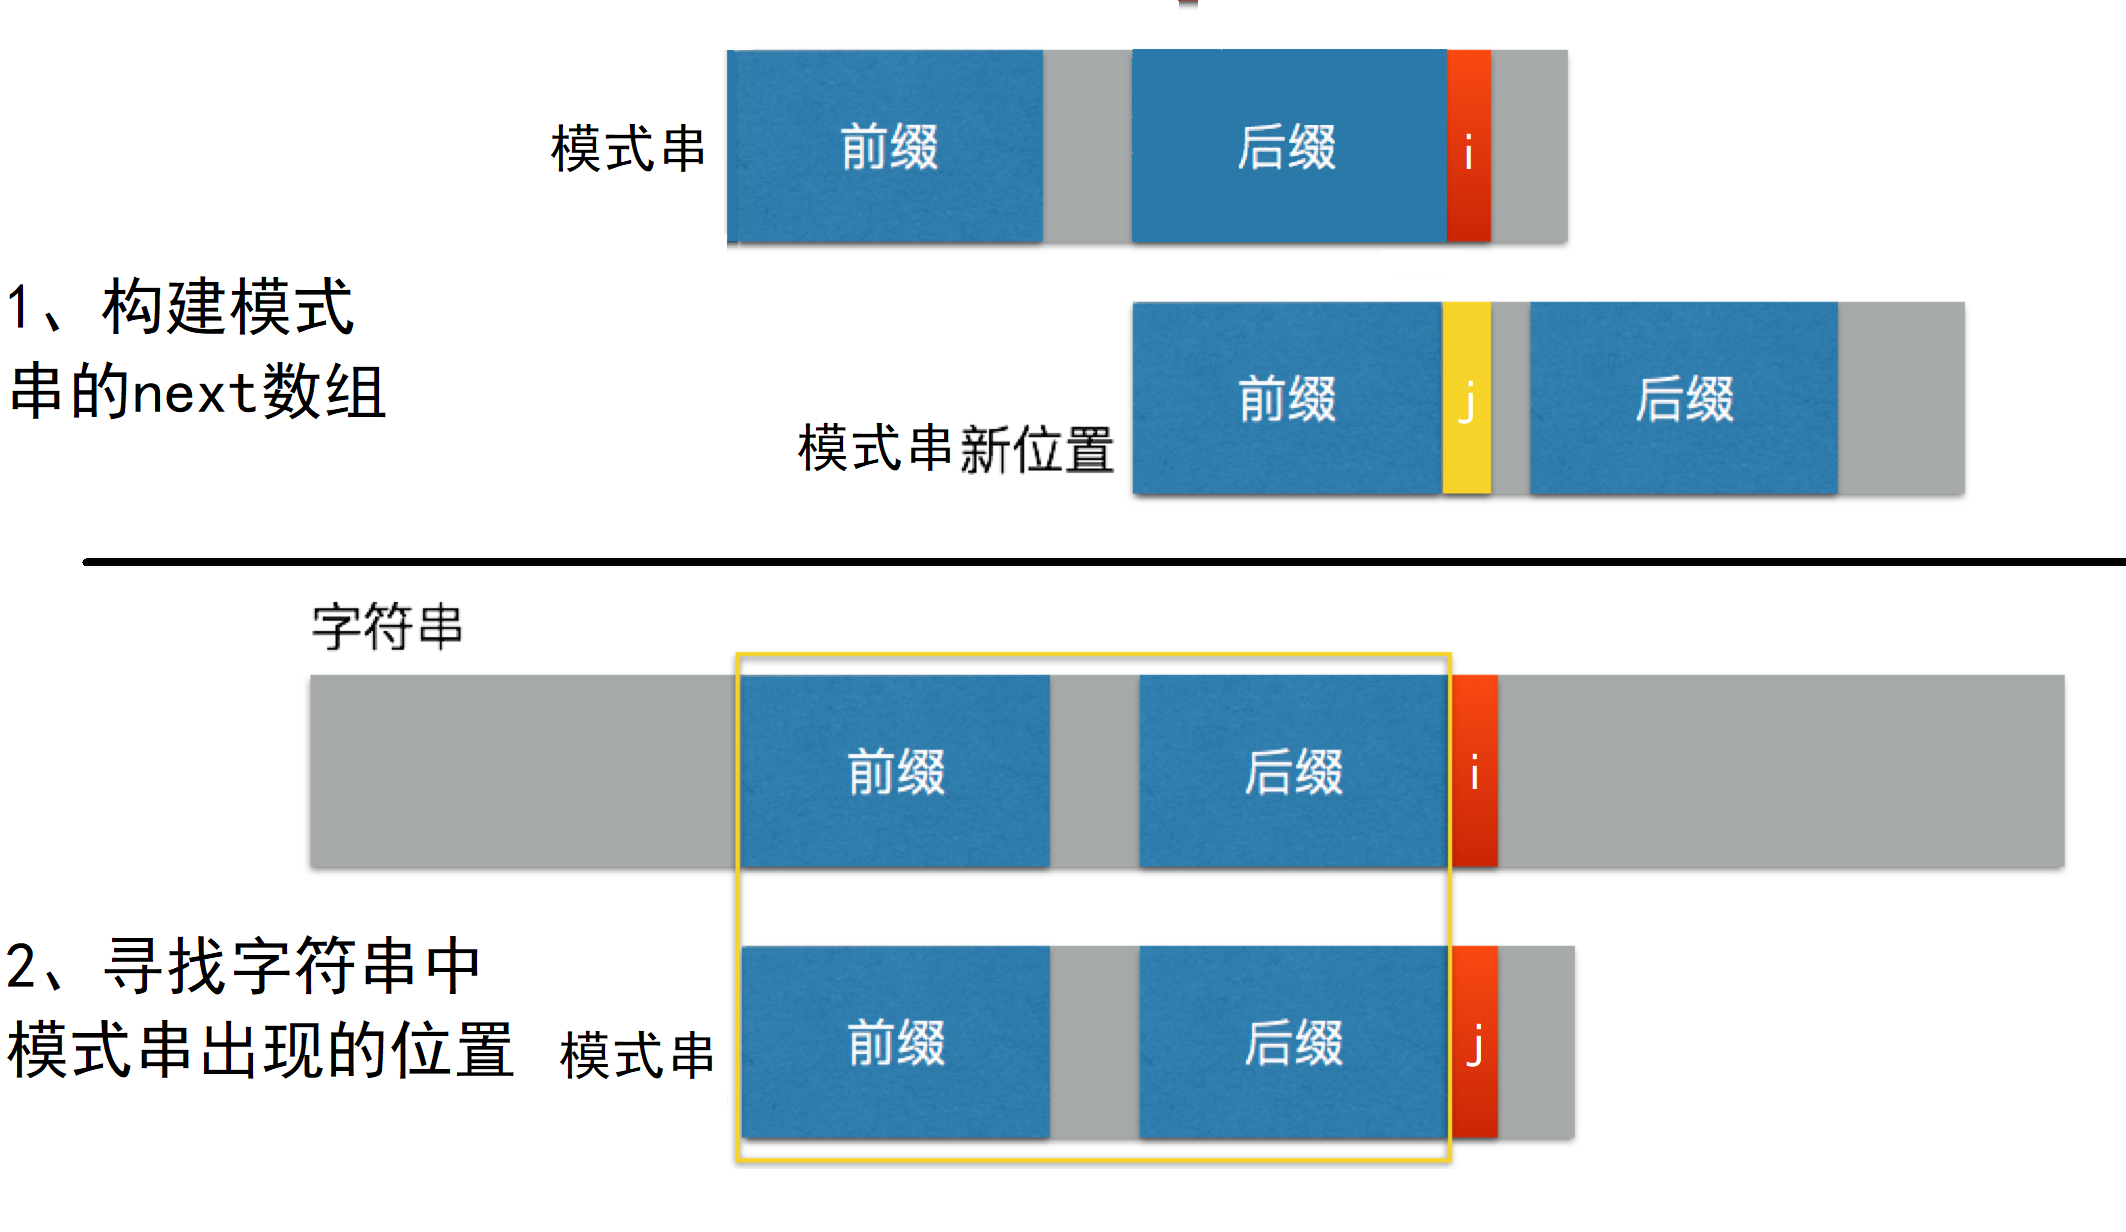 模式串
前缀
后缀
i
1、构建模式
串的next数组
前缀
j
后缀
模式串新位置
字符串
前缀
后缀
i
2、寻找字符串中
模式串出现的位置
模式串
前缀
后缀
j